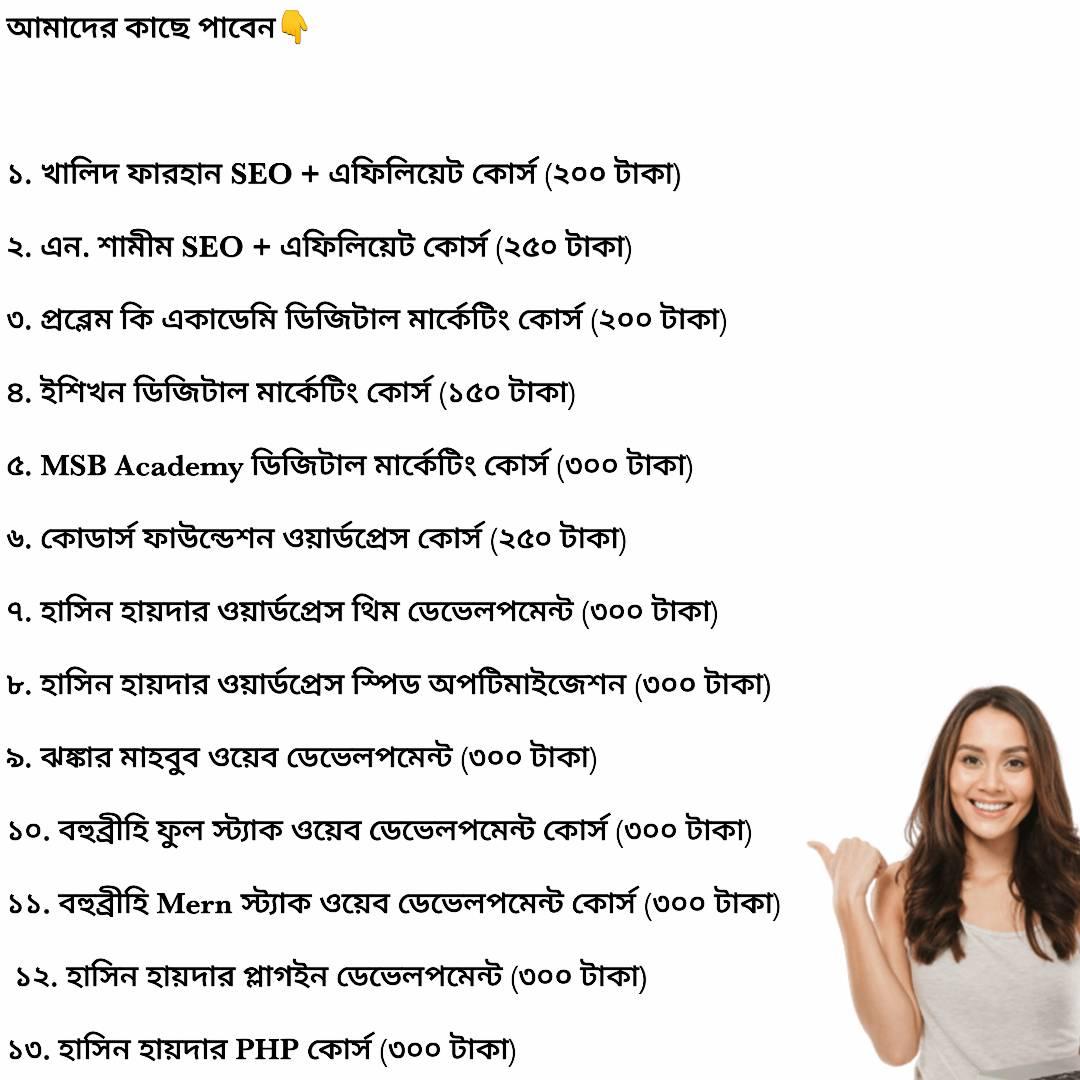 আমাদের কাছে পাবেন👇
১. খালিদ ফারহান SEO + এফিলিয়েট কোর্স (২০০ টাকা)
২. এন. শামীম SEO + এফিলিয়েট কোর্স (২৫০ টাকা)
৩. প্রব্লেম কি একাডেমি ডিজিটাল মার্কেটিং কোর্স (২০০ টাকা)
৪. ইশিখন ডিজিটাল মার্কেটিং কোর্স (১৫০ টাকা)
৫. MSB Academy ডিজিটাল মার্কেটিং কোর্স (৩০০ টাকা)
৬. কোডার্স ফাউন্ডেশন ওয়ার্ডপ্রেস কোর্স (২৫০ টাকা)
৭. হাসিন হায়দার ওয়ার্ডপ্রেস থিম ডেভেলপমেন্ট (৩০০ টাকা)
৮. হাসিন হায়দার ওয়ার্ডপ্রেস স্পিড অপটিমাইজেশন (৩০০ টাকা)
৯. ঝঙ্কার মাহবুব ওয়েব ডেভেলপমেন্ট (৩০০ টাকা)
১০. বহুব্রীহি ফুল স্ট্যাক ওয়েব ডেভেলপমেন্ট কোর্স (৩০০ টাকা)
১১. বহুব্রীহি Mern স্ট্যাক ওয়েব ডেভেলপমেন্ট কোর্স (৩০০ টাকা)
১২. হাসিন হায়দার প্লাগইন ডেভেলপমেন্ট (৩০০ টাকা)
১৩. হাসিন হায়দার PHP কোর্স (৩০০ টাকা)